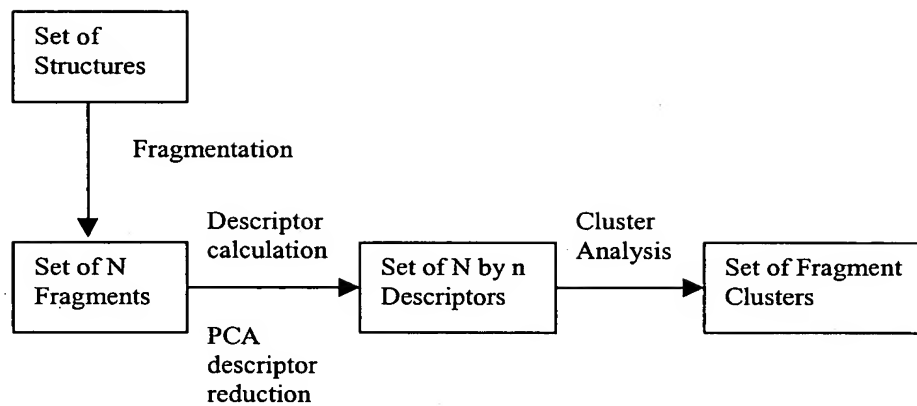 Set of
Structures
Fragmentation
Descriptor
calculation
Cluster
Analysis
Set of N
Fragments
Set of N by n
Descriptors
Set of Fragment
Clusters
PCA
descriptor
reduction